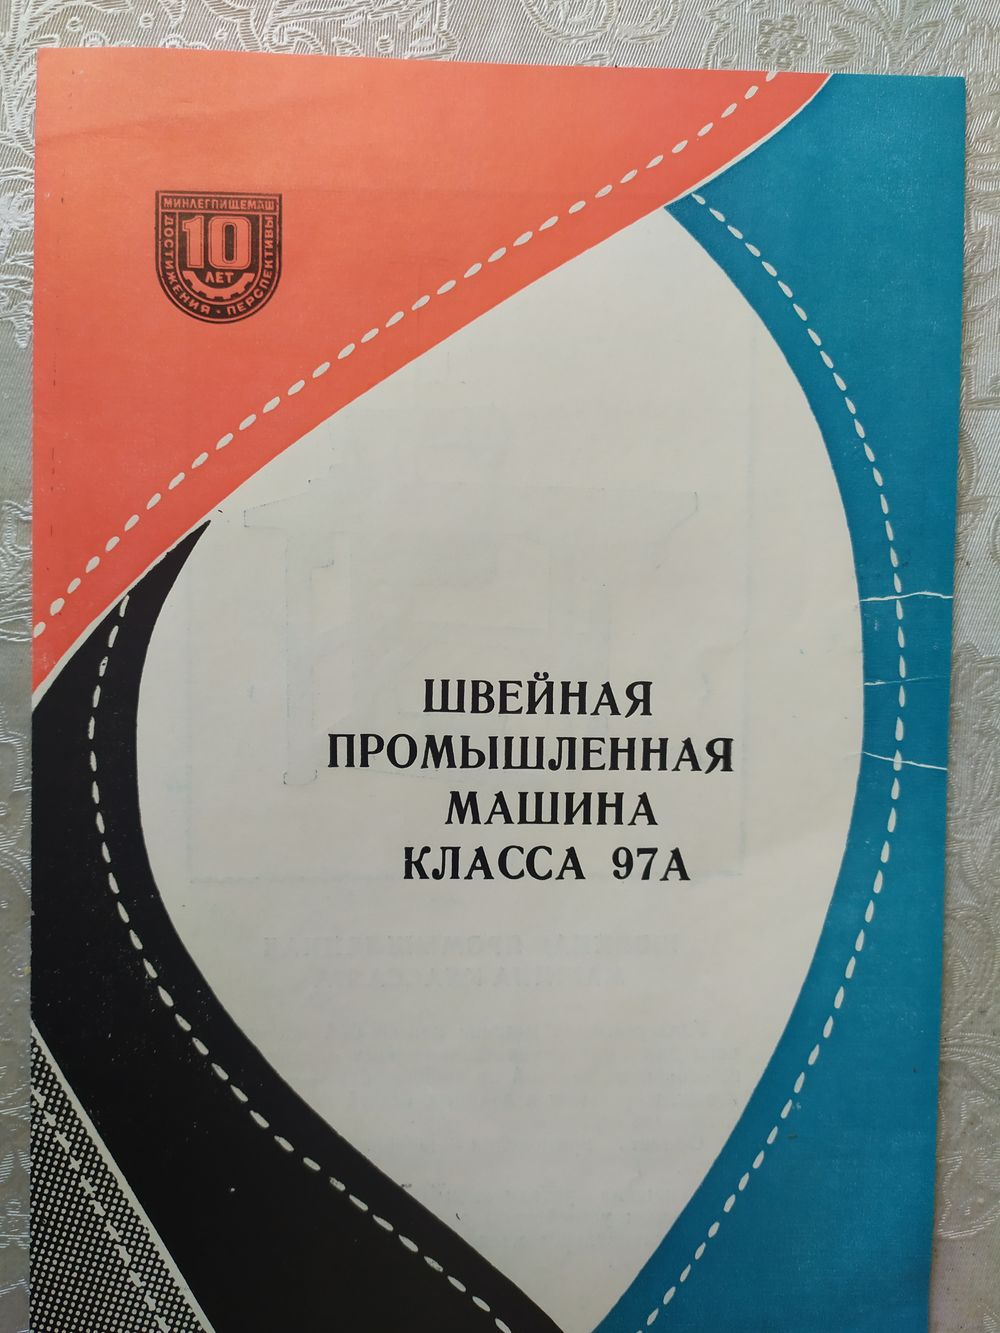 МИНЛЕГПИЩЕМАШ
10
ЛЕТ
ДОСТИЖЕНИЯ · ПЕРСПЕКТИВЫ
ШВЕЙНАЯ
ПРОМЫШЛЕННАЯ
МАШИНА
КЛАССА 97А